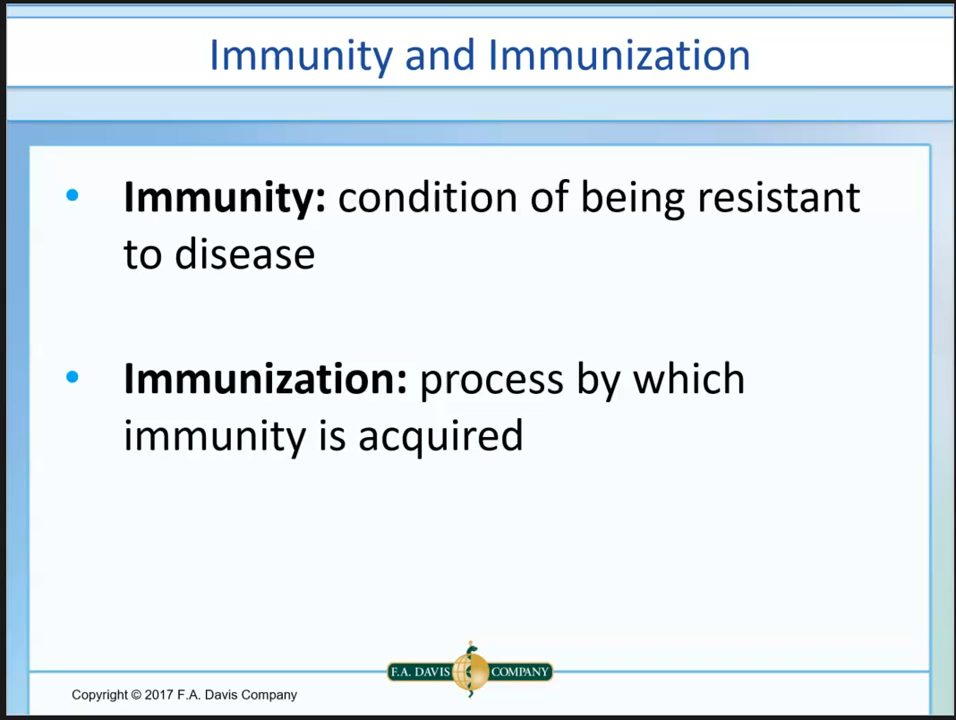 Immunity and Immunization
• Immunity: condition of being resistant
to disease
• Immunization: process by which
immunity is acquired
F.A. DAVIS COMPANY
Copyright © 2017 F.A. Davis Company